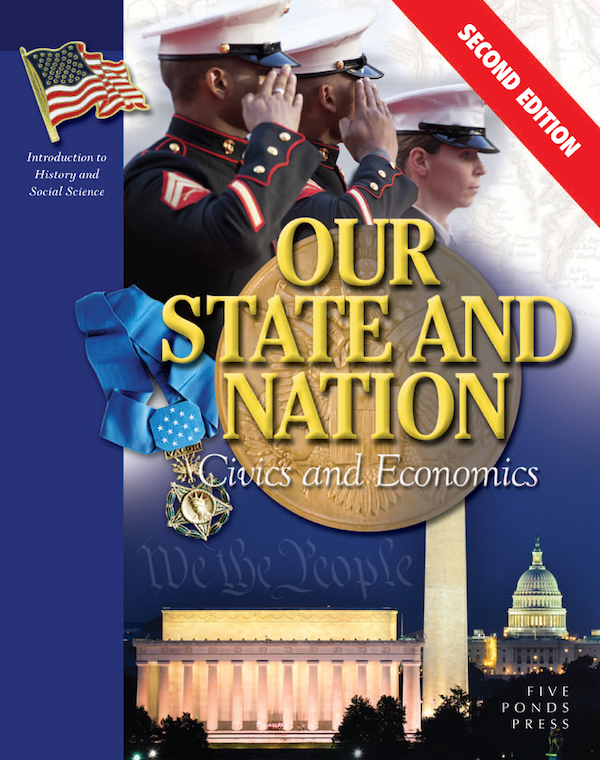 SECOND EDITION
Introduction to
History and
Social Science
OUR
STATE AND
NATION
Civics and Economics
VALOR
We the People
FIVE
PONDS
PRESS